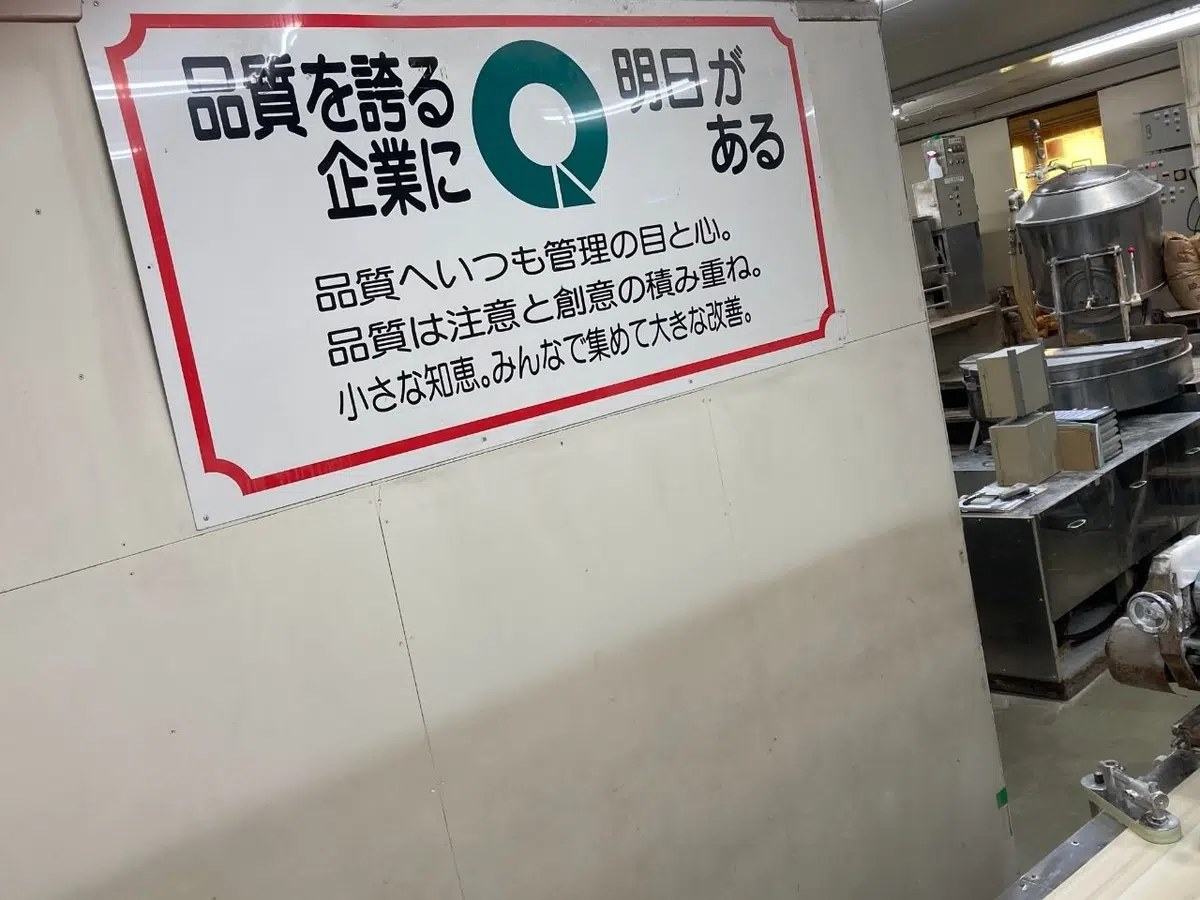 品質を誇る
企業に
Q
明日が
ある
品質へいつも管理の目と心。
品質は注意と創意の積み重ね。
小さな知恵。みんなで集めて大きな改善。